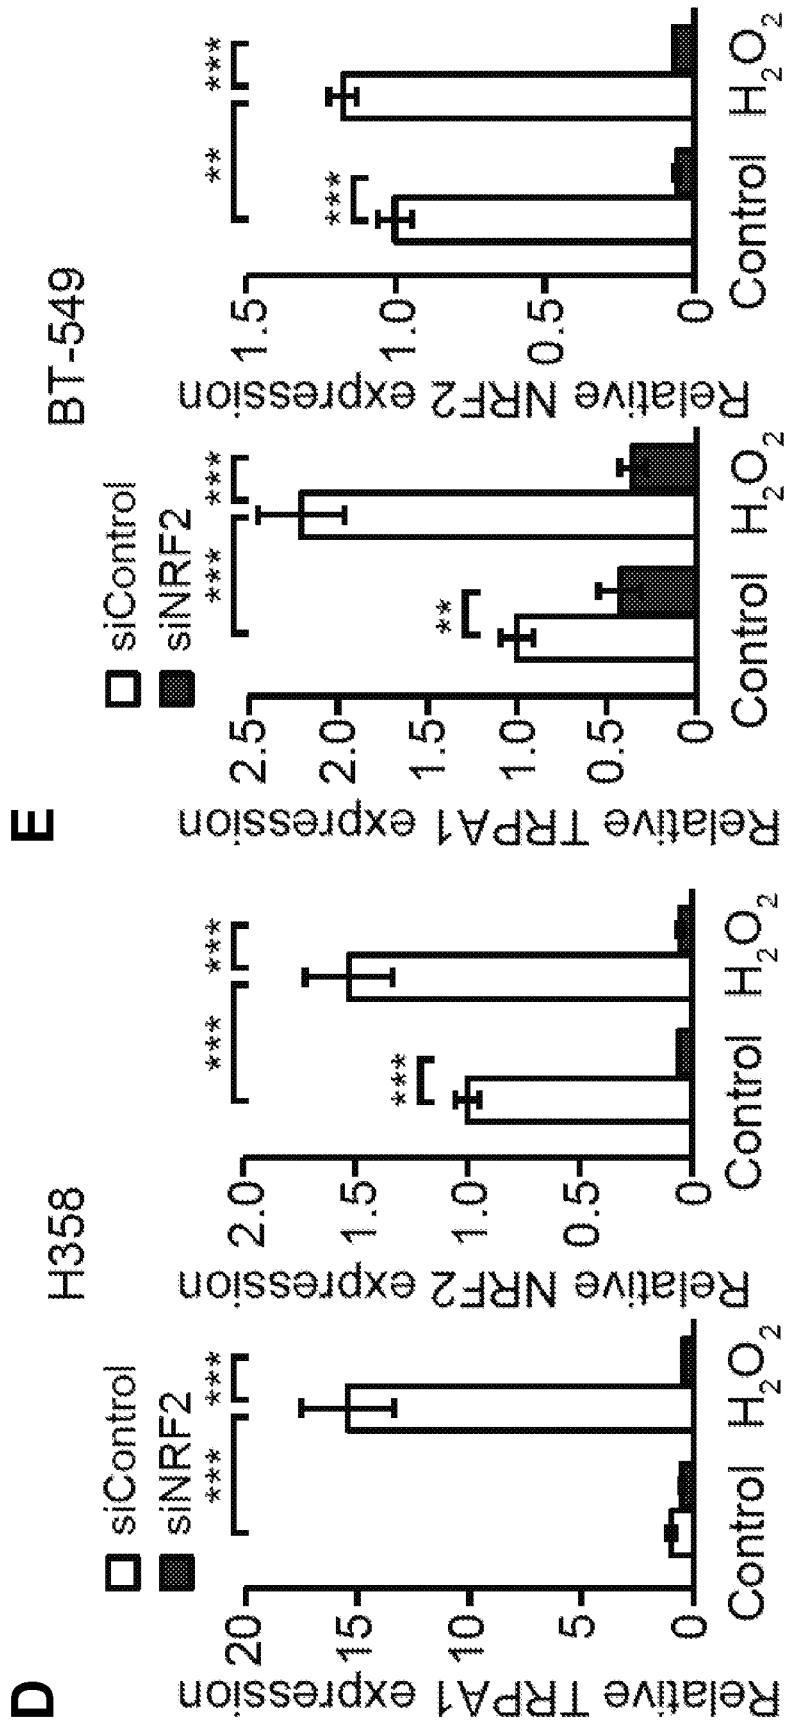 D
H358
siControl
siNRF2
Relative TRPA1 expression
20
15
10
5
0
***
***
Control
H2O2
Relative NRF2 expression
2.0
1.5
1.0
0.5
0
***
***
***
Control
H2O2
E
BT-549
siControl
siNRF2
Relative TRPA1 expression
2.5
2.0
1.5
1.0
0.5
0
***
***
**
Control
H2O2
Relative NRF2 expression
1.5
1.0
0.5
0
**
***
***
Control
H2O2